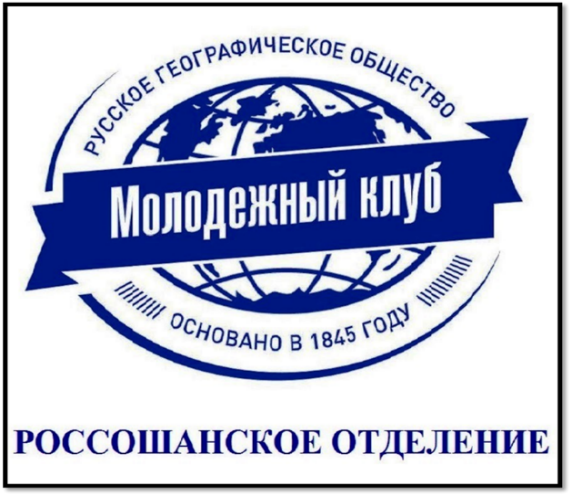 РУССКОЕ ГЕОГРАФИЧЕСКОЕ ОБЩЕСТВО
Молодежный клуб
ОСНОВАНО В 1845 ГОДУ
РОССОШАНСКОЕ ОТДЕЛЕНИЕ